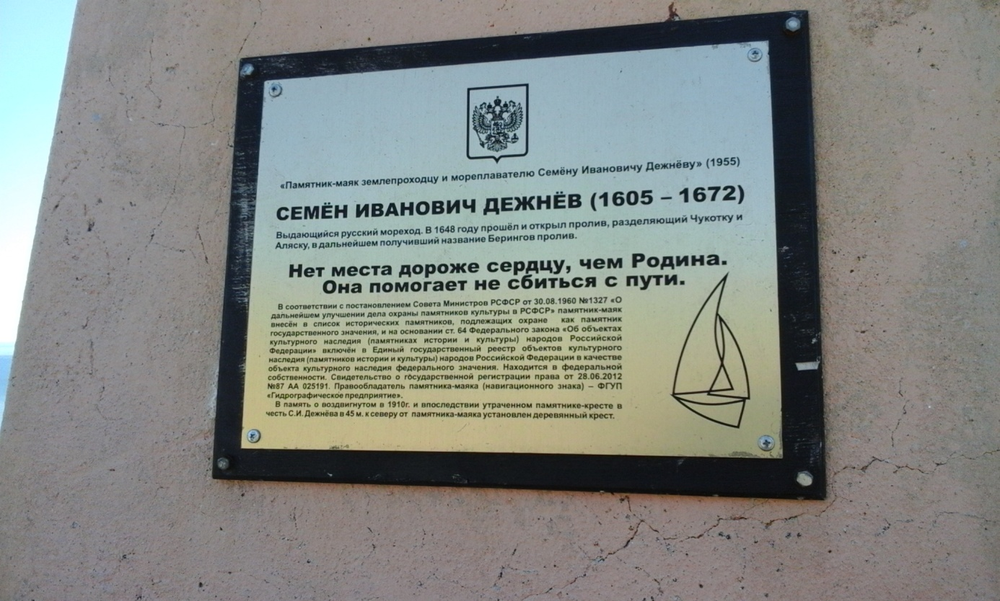 «Памятник-маяк землепроходцу и мореплавателю Семёну Ивановичу Дежнёву» (1955)
СЕМЁН ИВАНОВИЧ ДЕЖНЁВ (1605 – 1672)
Выдающийся русский мореход. В 1648 году прошёл и открыл пролив, разделяющий Чукотку и
Аляску, в дальнейшем получивший название Берингов пролив.
Нет места дороже сердцу, чем Родина.
Она помогает не сбиться с пути.
В соответствии с постановлением Совета Министров РСФСР от 30.08.1960 №1327 «О
дальнейшем улучшении дела охраны памятников культуры в РСФСР» памятник-маяк
внесён в список исторических памятников, подлежащих охране как памятник
государственного значения, и на основании ст. 64 Федерального закона «Об объектах
культурного наследия (памятниках истории и культуры) народов Российской
Федерации» включён в Единый государственный реестр объектов культурного
наследия (памятников истории и культуры) народов Российской Федерации в качестве
объекта культурного наследия федерального значения. Находится в федеральной
собственности. Свидетельство о государственной регистрации права от 28.06.2012
№87 АА 025191. Правообладатель памятника-маяка (навигационного знака) – ФГУП
«Гидрографическое предприятие».
В память о воздвигнутом в 1910г. и впоследствии утраченном памятнике-кресте в
честь С.И. Дежнёва в 45 м. к северу от памятника-маяка установлен деревянный крест.